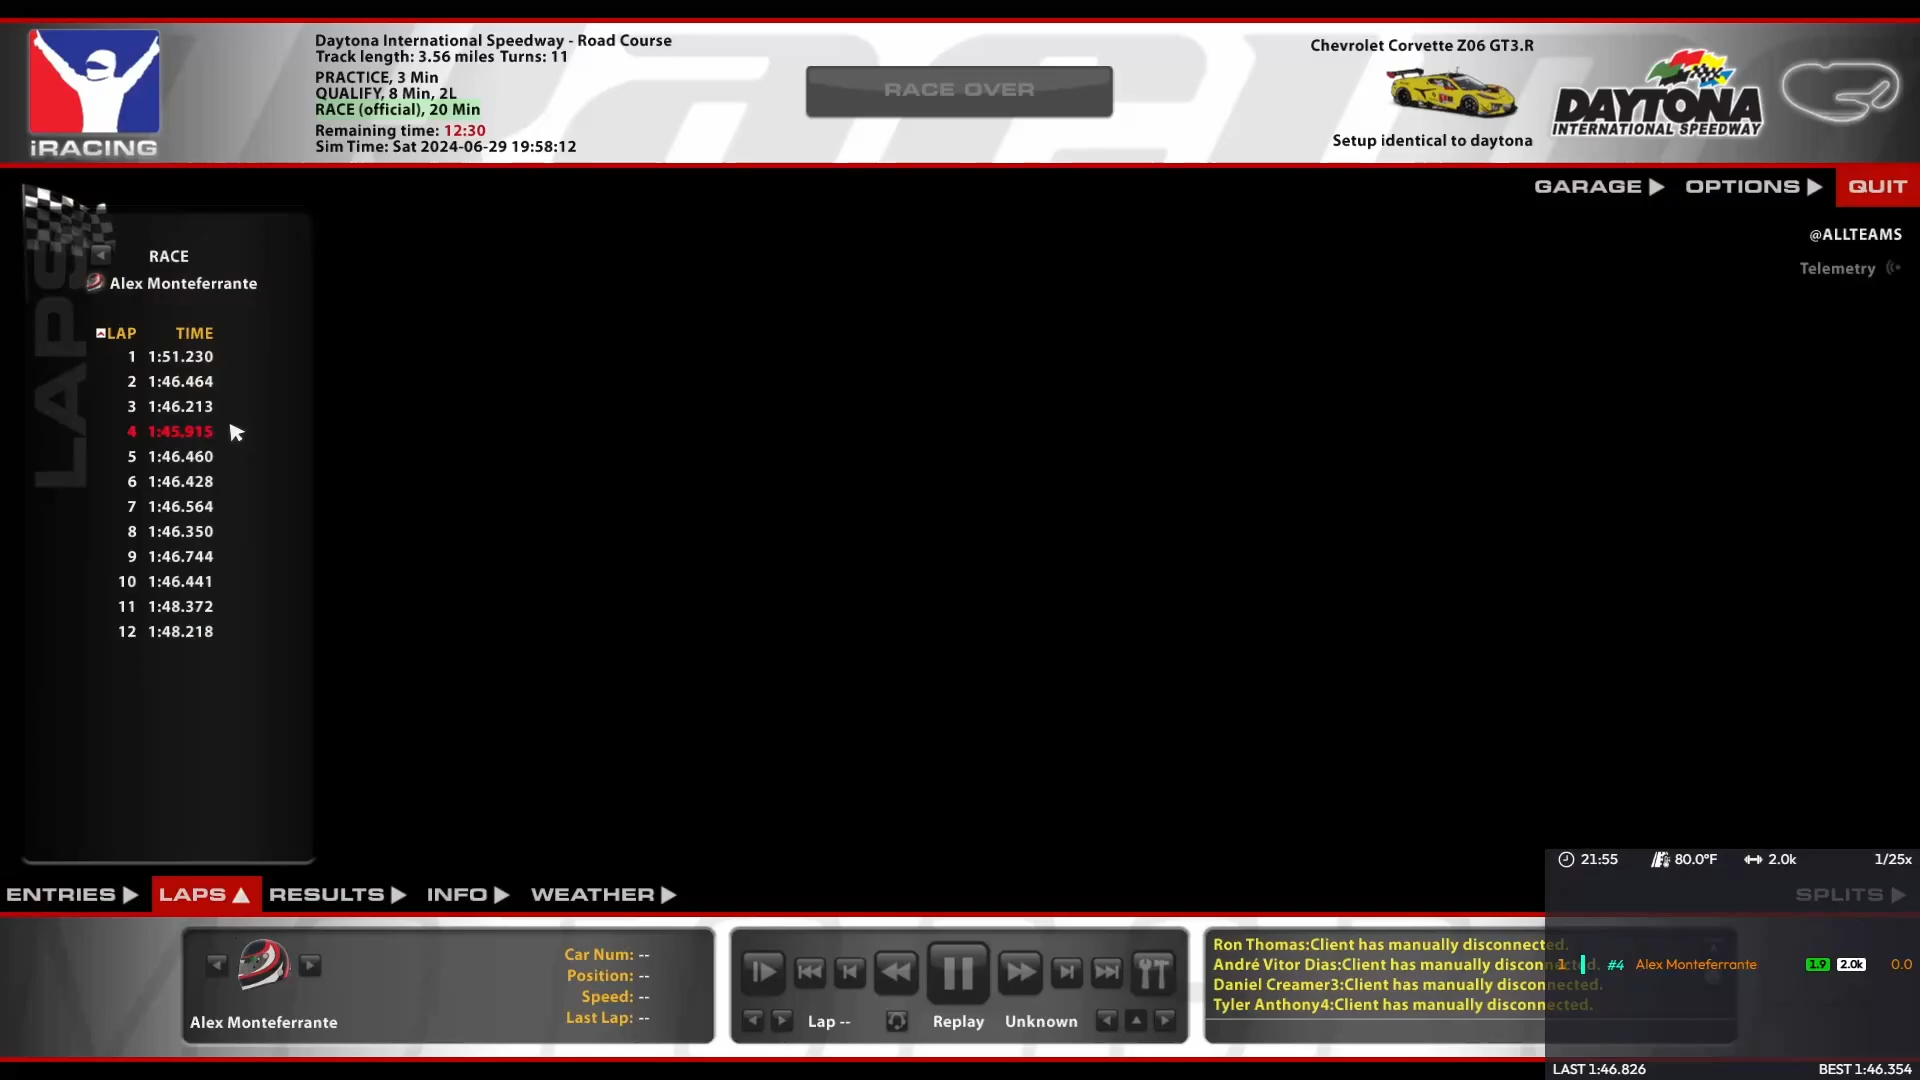 Daytona International Speedway - Road Course
Track length: 3.56 miles Turns: 11
PRACTICE, 3 Min
QUALIFY, 8 Min, 2L
RACE (official), 20 Min
Remaining time: 12:30
Sim Time: Sat 2024-06-29 19:58:12
iRACING
RACE OVER
Chevrolet Corvette Z06 GT3.R
Setup identical to daytona
DAYTONA
INTERNATIONAL SPEEDWAY
GARAGE
OPTIONS
QUIT
@ALLTEAMS
Telemetry
LAPS
RACE
Alex Monteferrante
LAP TIME
1 1:51.230
2 1:46.464
3 1:46.213
4 1:45.915
5 1:46.460
6 1:46.428
7 1:46.564
8 1:46.350
9 1:46.744
10 1:46.441
11 1:48.372
12 1:48.218
21:55 80.0°F 2.0k 1/25x
ENTRIES LAPS RESULTS INFO WEATHER SPLITS
Car Num: --
Position: --
Speed: --
Last Lap: --
Alex Monteferrante
Lap -- Replay Unknown
Ron Thomas:Client has manually disconnected.
André Vitor Dias:Client has manually disconnected.
Daniel Creamer3:Client has manually disconnected.
Tyler Anthony4:Client has manually disconnected.
1 #4 Alex Monteferrante 1.9 2.0k 0.0
LAST 1:46.826 BEST 1:46.354